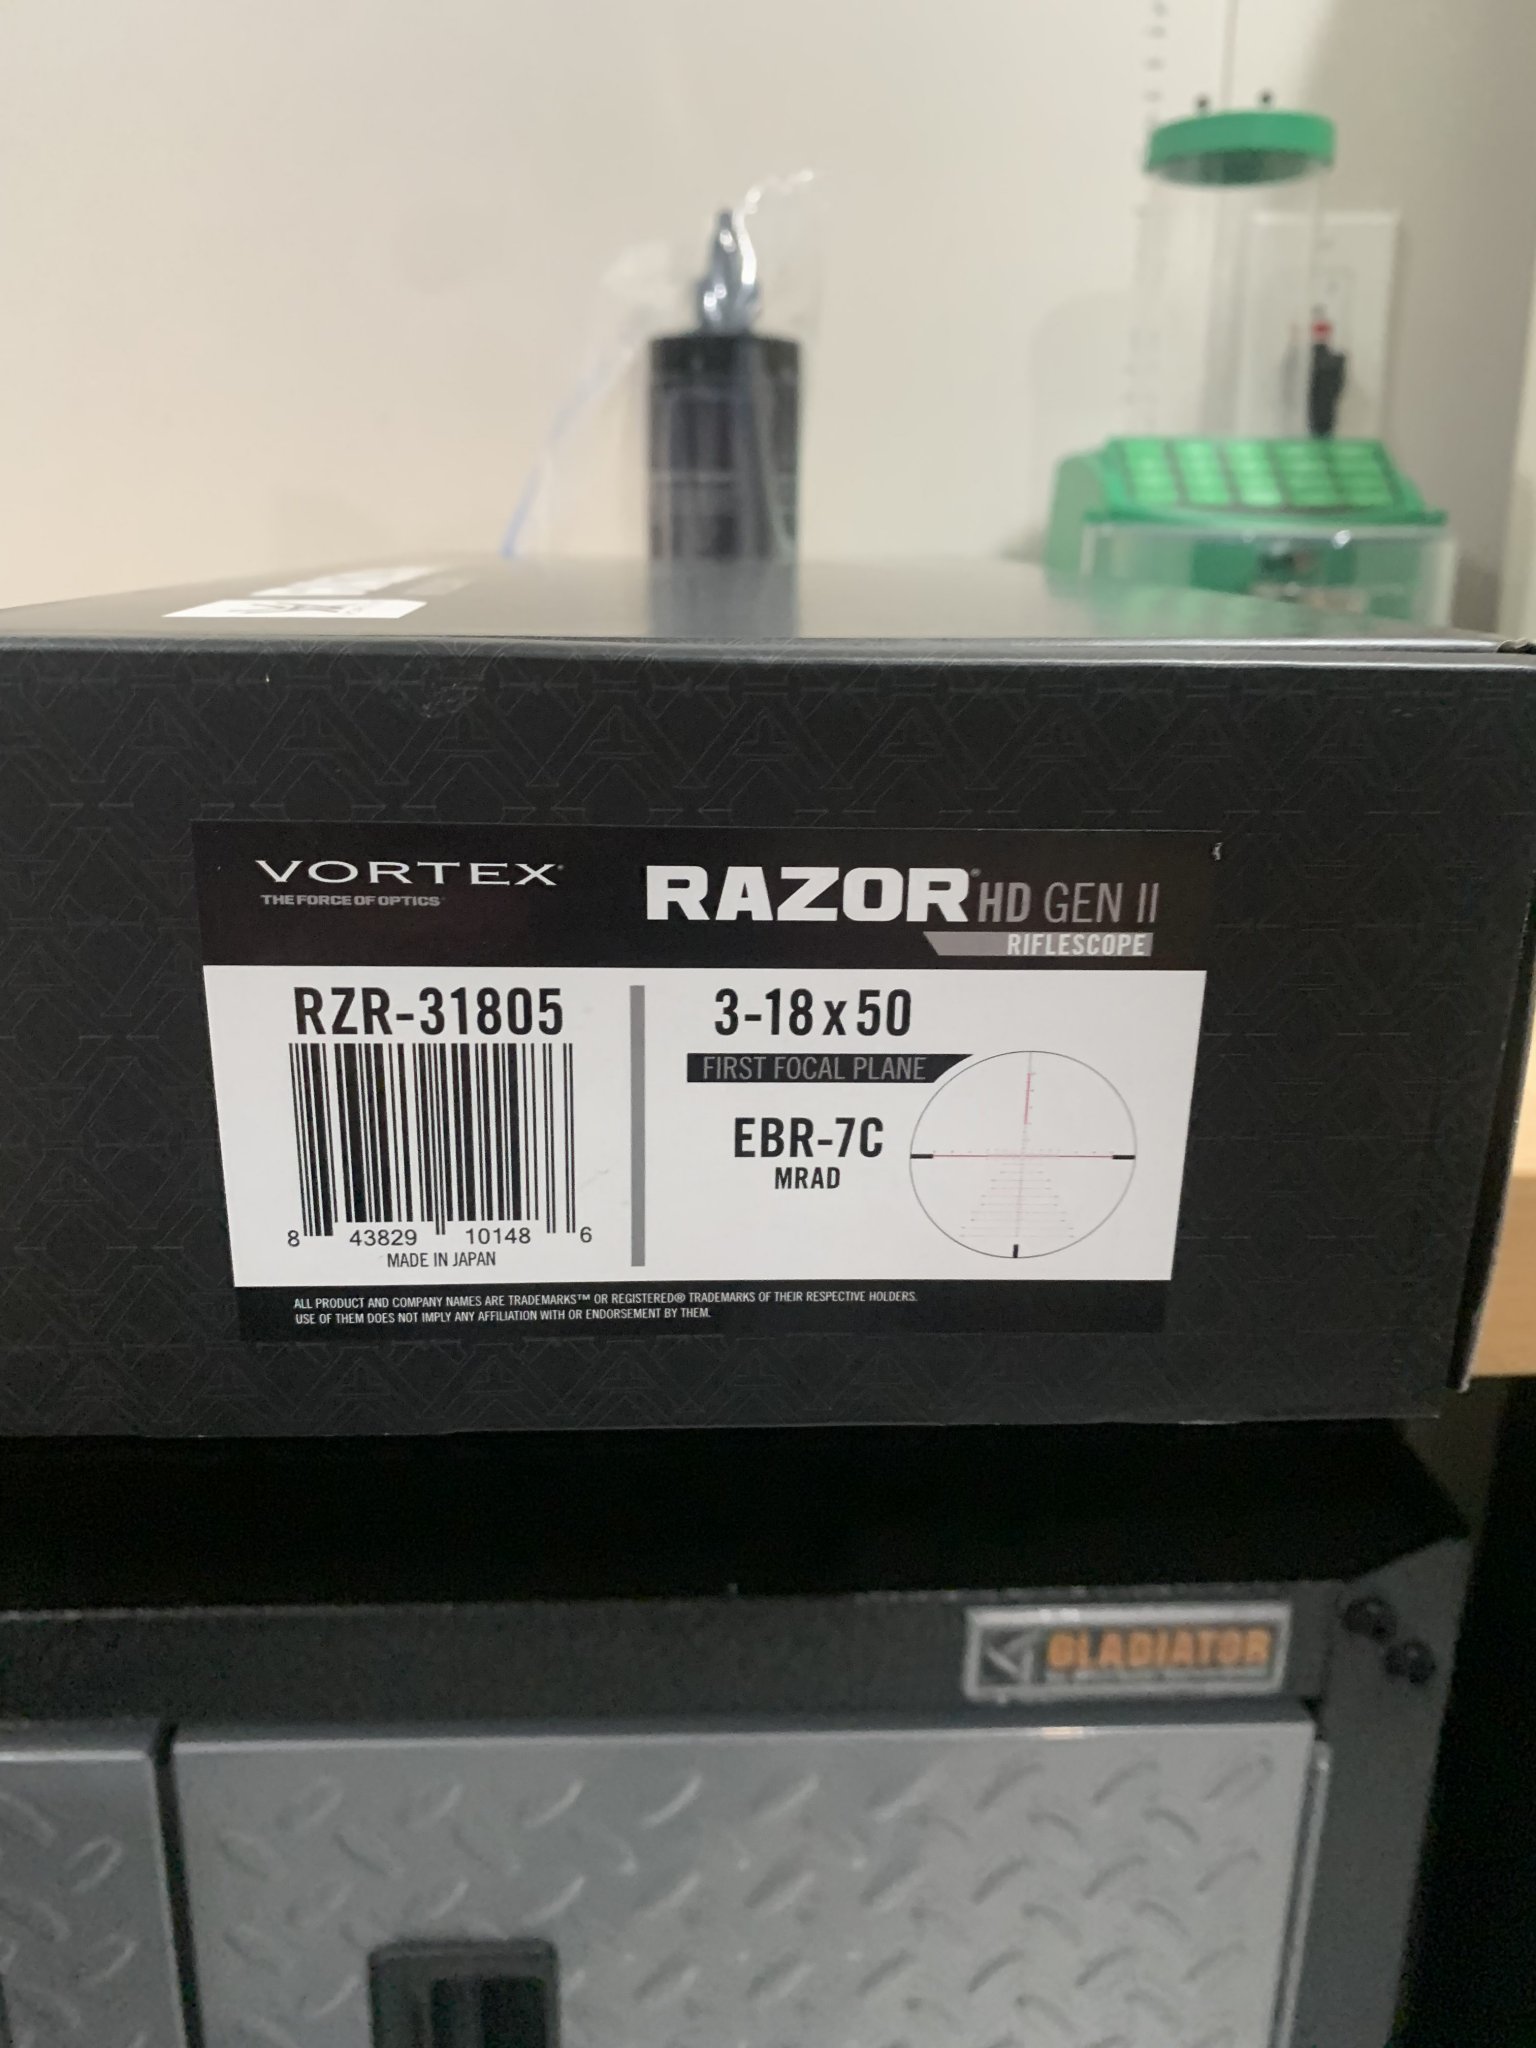 VORTEX®
THE FORCE OF OPTICS
RAZOR® HD GEN II
RIFLESCOPE
RZR-31805
8 43829 10148 6
MADE IN JAPAN
3-18x50
FIRST FOCAL PLANE
EBR-7C
MRAD
ALL PRODUCT AND COMPANY NAMES ARE TRADEMARKS™ OR REGISTERED® TRADEMARKS OF THEIR RESPECTIVE HOLDERS.
USE OF THEM DOES NOT IMPLY ANY AFFILIATION WITH OR ENDORSEMENT BY THEM.
GLADIATOR